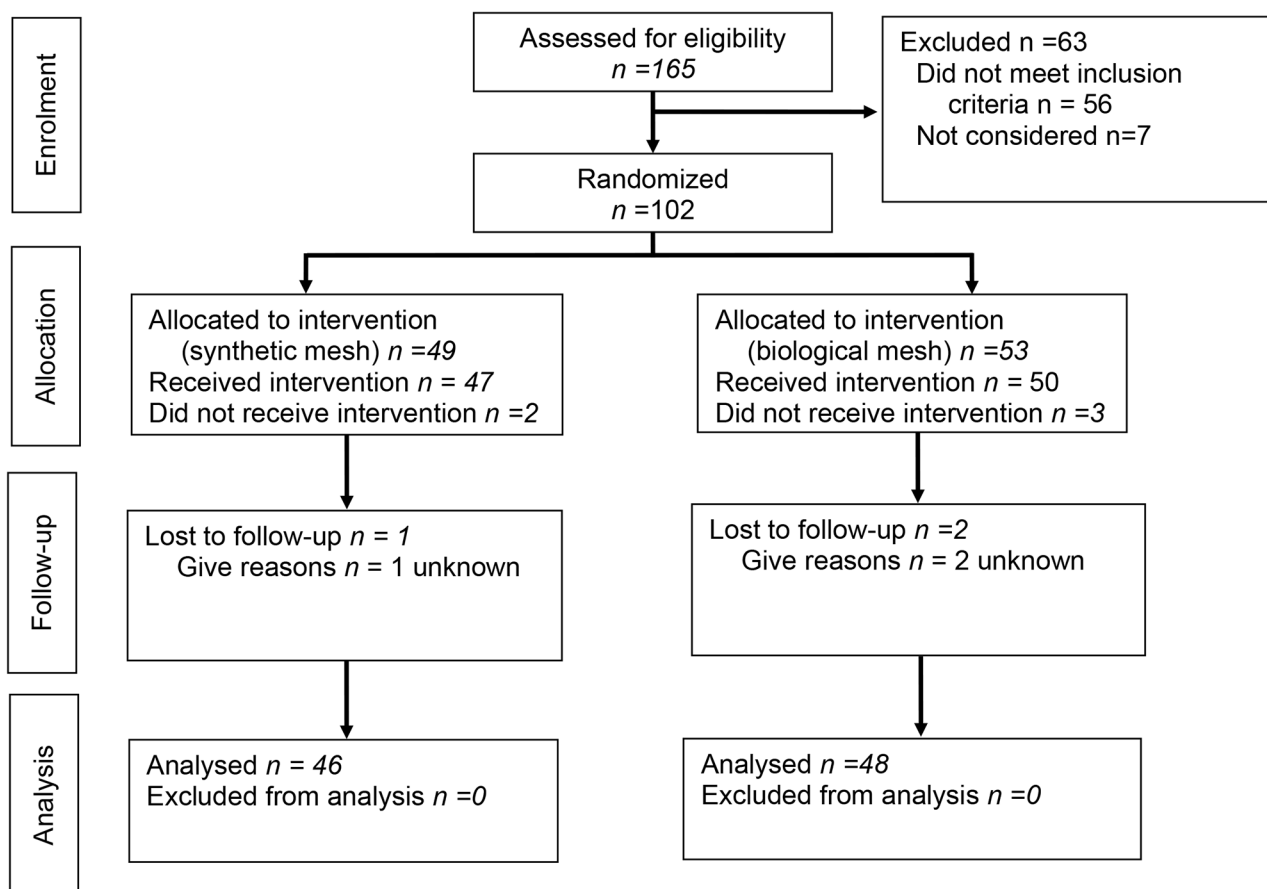 Enrolment
Assessed for eligibility
n =165
Excluded n =63
Did not meet inclusion
criteria n = 56
Not considered n=7
Randomized
n =102
Allocation
Allocated to intervention
(synthetic mesh) n =49
Received intervention n = 47
Did not receive intervention n =2
Allocated to intervention
(biological mesh) n =53
Received intervention n = 50
Did not receive intervention n =3
Follow-up
Lost to follow-up n = 1
Give reasons n = 1 unknown
Lost to follow-up n =2
Give reasons n = 2 unknown
Analysis
Analysed n = 46
Excluded from analysis n =0
Analysed n =48
Excluded from analysis n =0